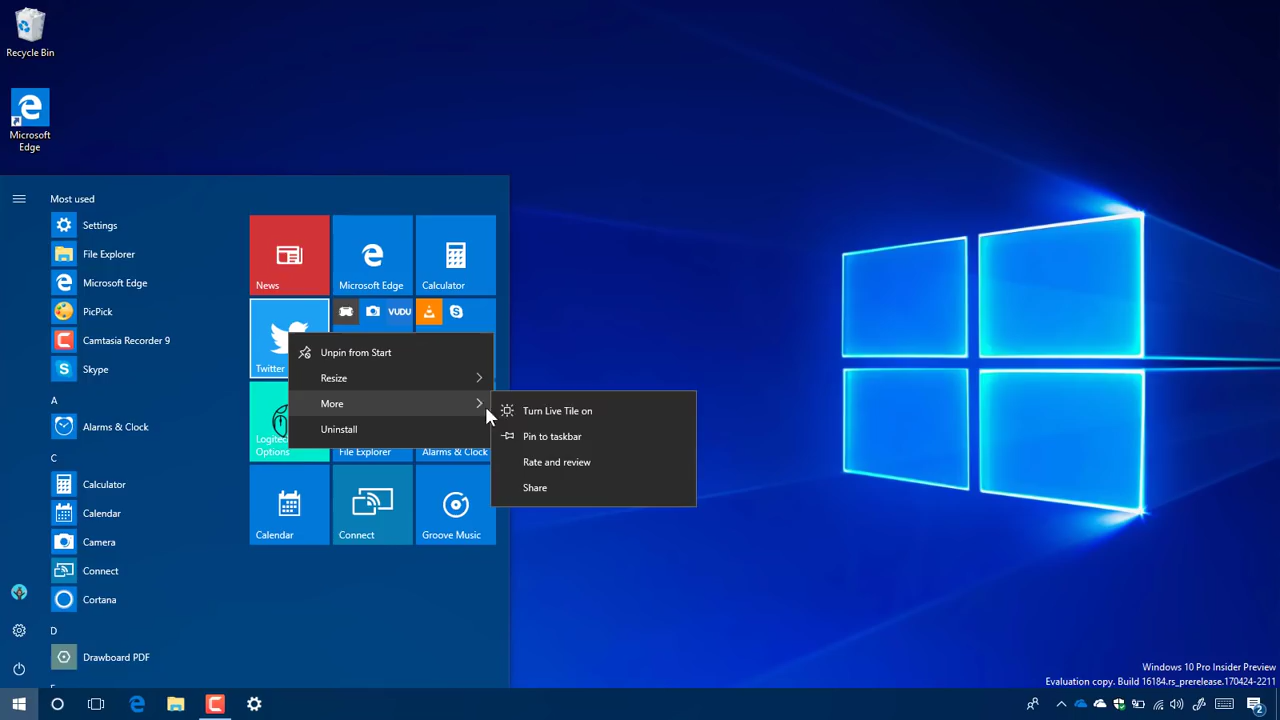 Recycle Bin
Microsoft
Edge
Most used
Settings
File Explorer
Microsoft Edge
PicPick
Camtasia Recorder 9
Skype
A
Alarms & Clock
C
Calculator
Calendar
Camera
Connect
Cortana
D
Drawboard PDF
News
Microsoft Edge
Calculator
Twitter
VUDU
Logitech
Options
File Explorer
Alarms & Clock
Calendar
Connect
Groove Music
Unpin from Start
Resize
More
Uninstall
Turn Live Tile on
Pin to taskbar
Rate and review
Share
Windows 10 Pro Insider Preview
Evaluation copy. Build 16184.rs_prerelease.170424-2211
2